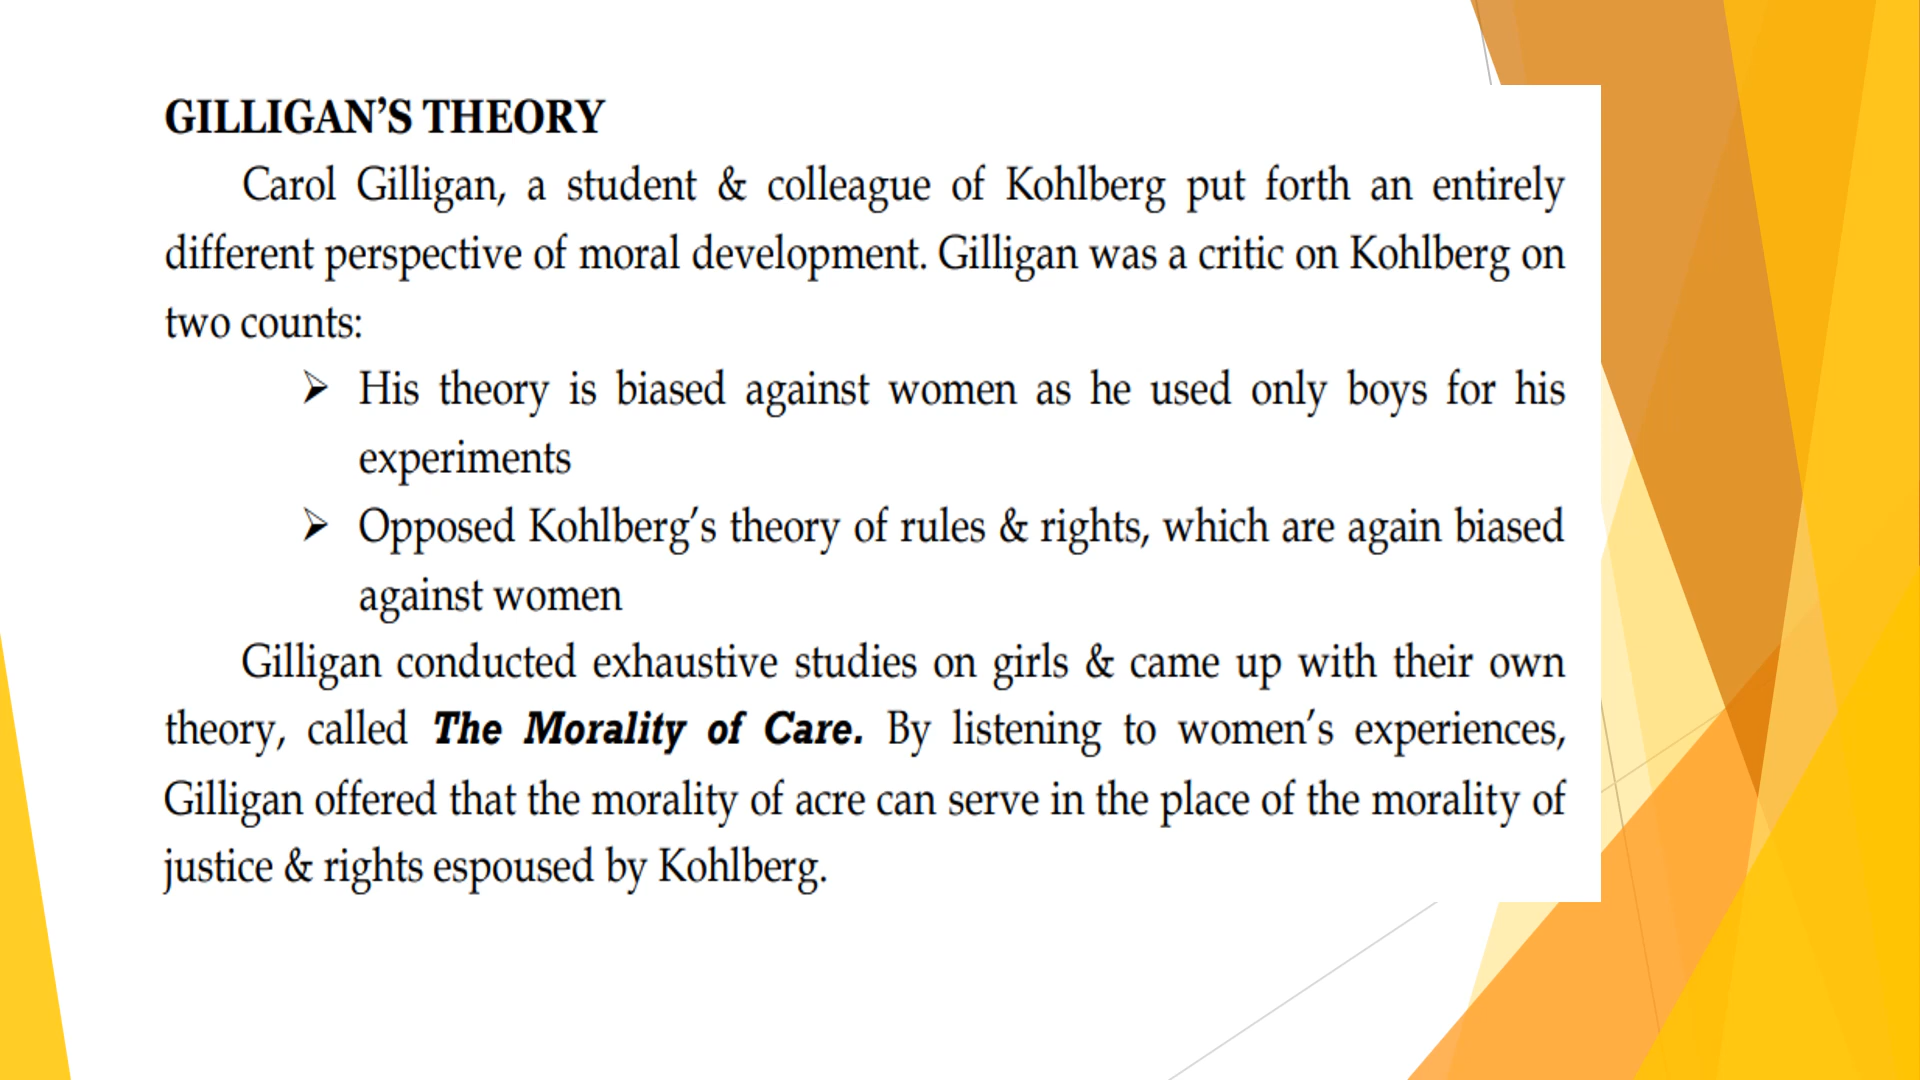 GILLIGAN’S THEORY
Carol Gilligan, a student & colleague of Kohlberg put forth an entirely
different perspective of moral development. Gilligan was a critic on Kohlberg on
two counts:
➢ His theory is biased against women as he used only boys for his
experiments
➢ Opposed Kohlberg’s theory of rules & rights, which are again biased
against women
Gilligan conducted exhaustive studies on girls & came up with their own
theory, called The Morality of Care. By listening to women’s experiences,
Gilligan offered that the morality of acre can serve in the place of the morality of
justice & rights espoused by Kohlberg.